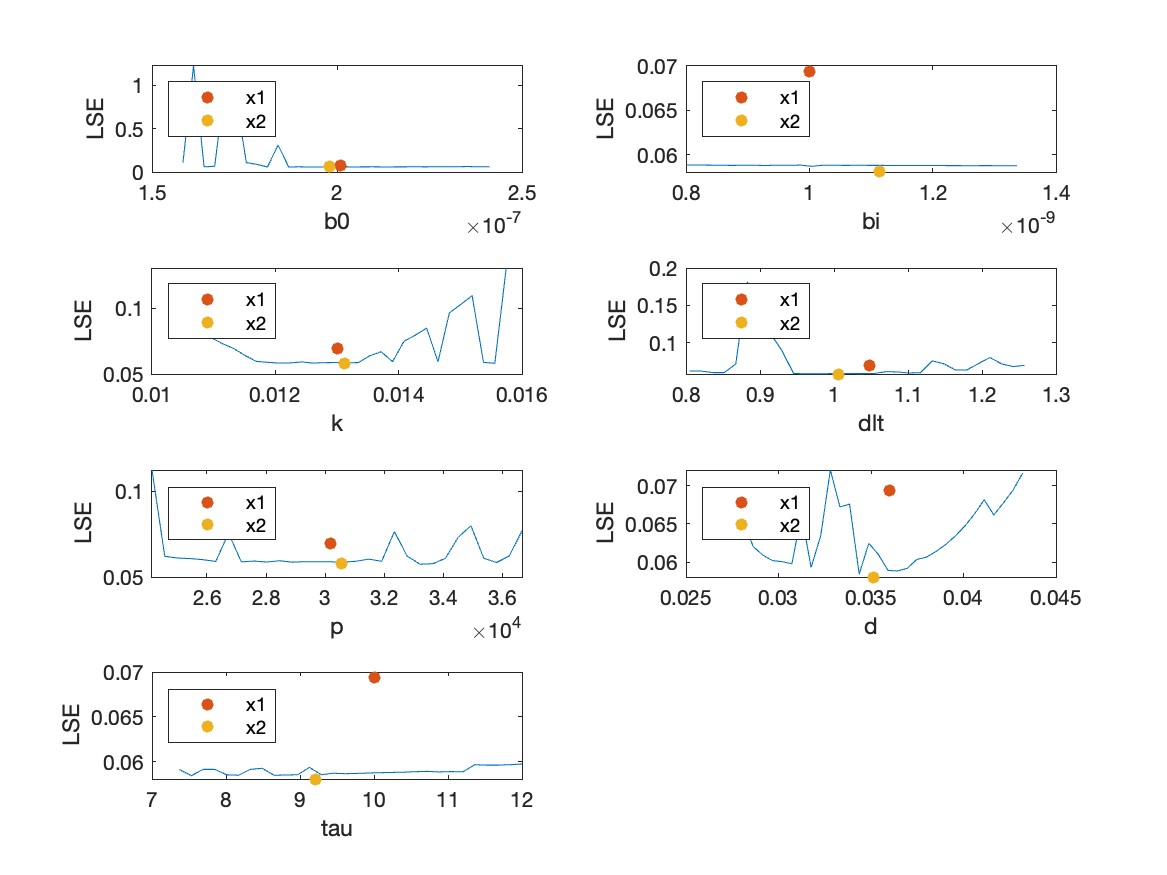 LSE
1
0.5
0
x1
x2
1.5
2
2.5
b0
×10-7
LSE
0.07
0.065
0.06
x1
x2
0.8
1
1.2
1.4
bi
×10-9
LSE
0.1
0.05
x1
x2
0.01
0.012
0.014
0.016
k
LSE
0.2
0.15
0.1
x1
x2
0.8
0.9
1
1.1
1.2
1.3
dlt
LSE
0.1
0.05
x1
x2
2.6
2.8
3
3.2
3.4
3.6
p
×104
LSE
0.07
0.065
0.06
x1
x2
0.025
0.03
0.035
0.04
0.045
d
LSE
0.07
0.065
0.06
x1
x2
7
8
9
10
11
12
tau